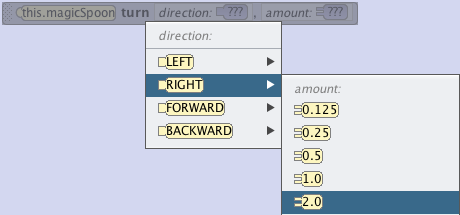 this.magicSpoon turn direction: ??? , amount: ???
direction:
LEFT
RIGHT
FORWARD
BACKWARD
amount:
0.125
0.25
0.5
1.0
2.0